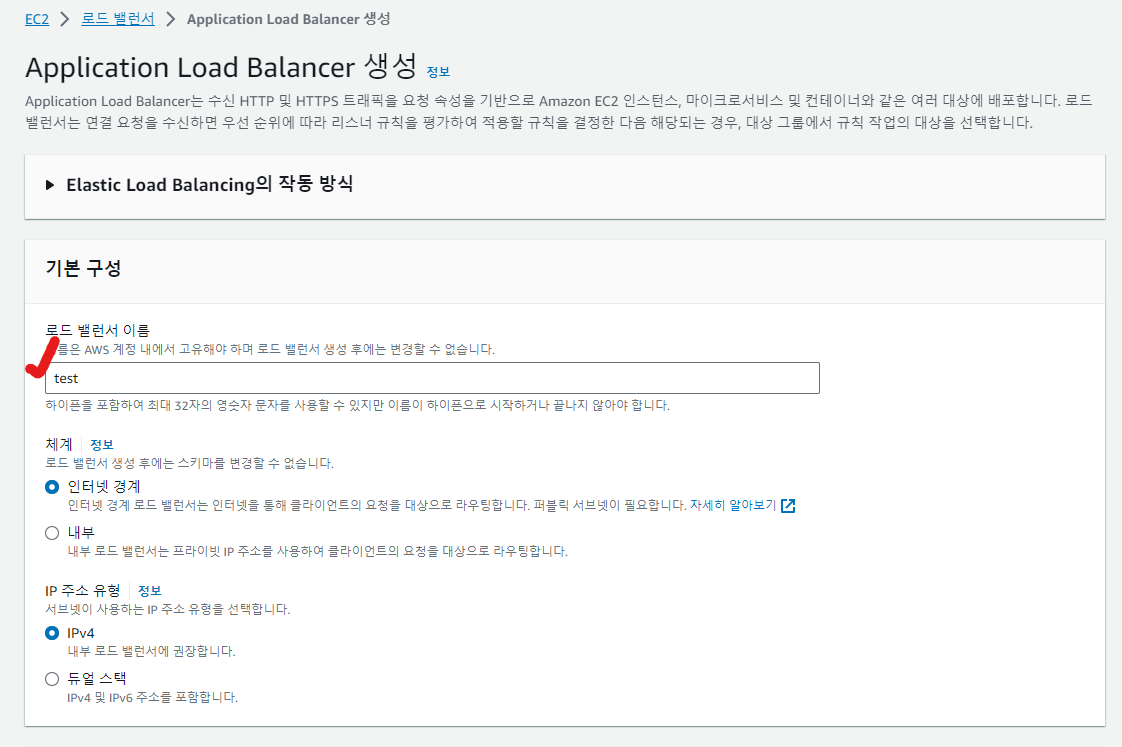 EC2 > 로드 밸런서 > Application Load Balancer 생성
Application Load Balancer 생성 정보
Application Load Balancer는 수신 HTTP 및 HTTPS 트래픽을 요청 속성을 기반으로 Amazon EC2 인스턴스, 마이크로서비스 및 컨테이너와 같은 여러 대상에 배포합니다. 로드
밸런서는 연결 요청을 수신하면 우선 순위에 따라 리스너 규칙을 평가하여 적용할 규칙을 결정한 다음 해당되는 경우, 대상 그룹에서 규칙 작업의 대상을 선택합니다.
Elastic Load Balancing의 작동 방식
기본 구성
로드 밸런서 이름
름은 AWS 계정 내에서 고유해야 하며 로드 밸런서 생성 후에는 변경할 수 없습니다.
test
하이픈을 포함하여 최대 32자의 영숫자 문자를 사용할 수 있지만 이름이 하이픈으로 시작하거나 끝나지 않아야 합니다.
체계 정보
로드 밸런서 생성 후에는 스키마를 변경할 수 없습니다.
인터넷 경계
인터넷 경계 로드 밸런서는 인터넷을 통해 클라이언트의 요청을 대상으로 라우팅합니다. 퍼블릭 서브넷이 필요합니다. 자세히 알아보기
내부
내부 로드 밸런서는 프라이빗 IP 주소를 사용하여 클라이언트의 요청을 대상으로 라우팅합니다.
IP 주소 유형 정보
서브넷이 사용하는 IP 주소 유형을 선택합니다.
IPv4
내부 로드 밸런서에 권장합니다.
듀얼 스택
IPv4 및 IPv6 주소를 포함합니다.